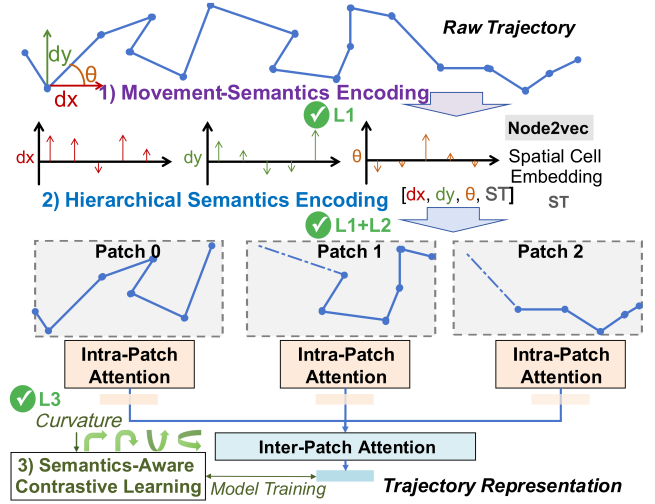 Raw Trajectory
dy
θ
dx
1) Movement-Semantics Encoding
L1
Node2vec
dx
dy
θ
Spatial Cell
Embedding
ST
2) Hierarchical Semantics Encoding
[dx, dy, θ, ST]
L1+L2
Patch 0
Patch 1
Patch 2
Intra-Patch
Attention
Intra-Patch
Attention
Intra-Patch
Attention
L3
Curvature
Inter-Patch Attention
3) Semantics-Aware
Contrastive Learning
Model Training
Trajectory Representation